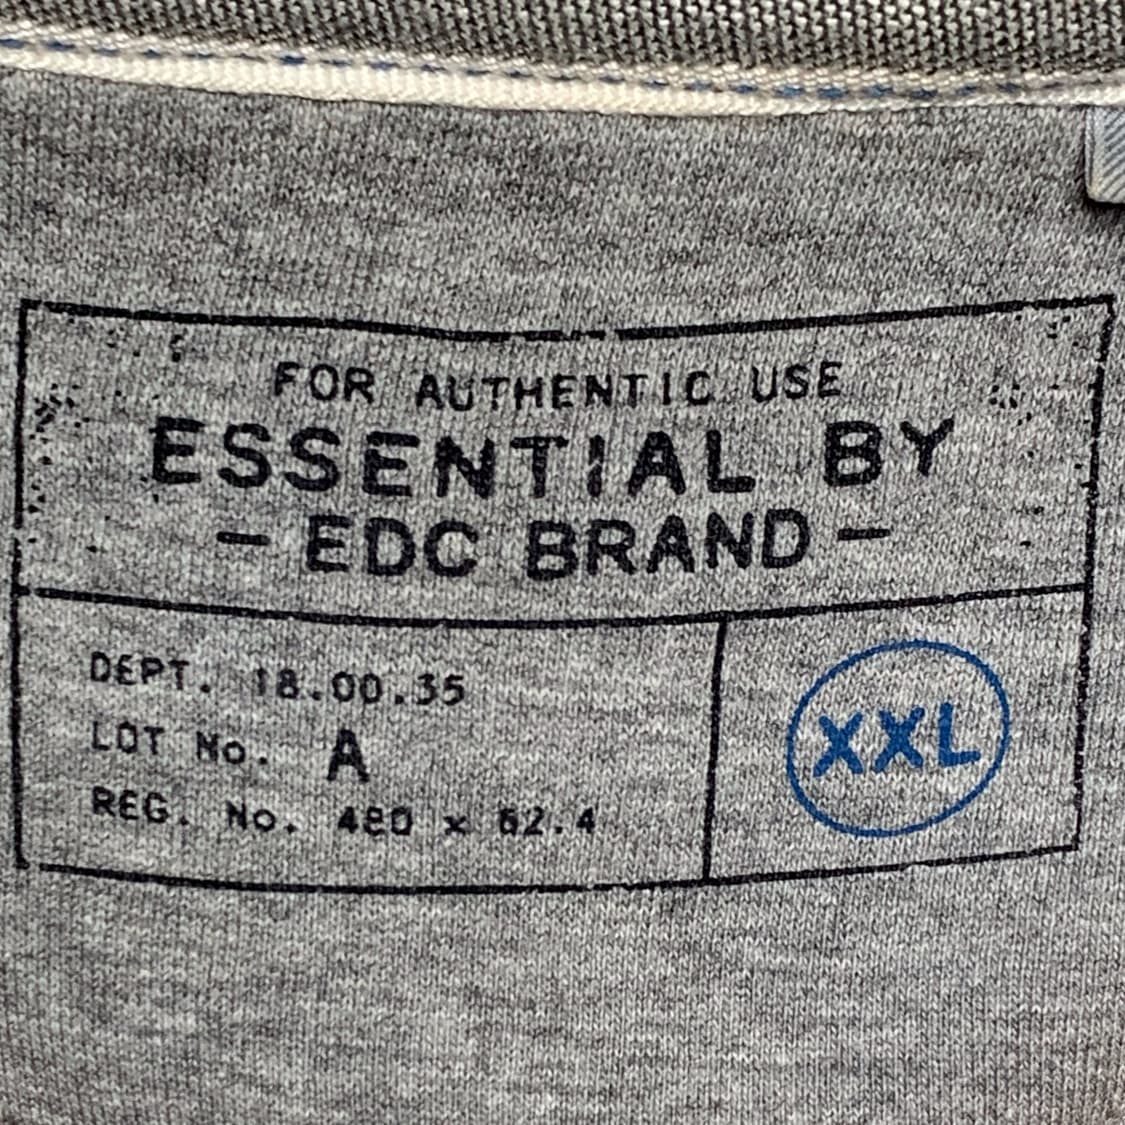 FOR AUTHENTIC USE
ESSENTIAL BY
- EDC BRAND -
DEPT. 18.00.35
LOT No. A
REG. No. 480 x 62.4
XXL